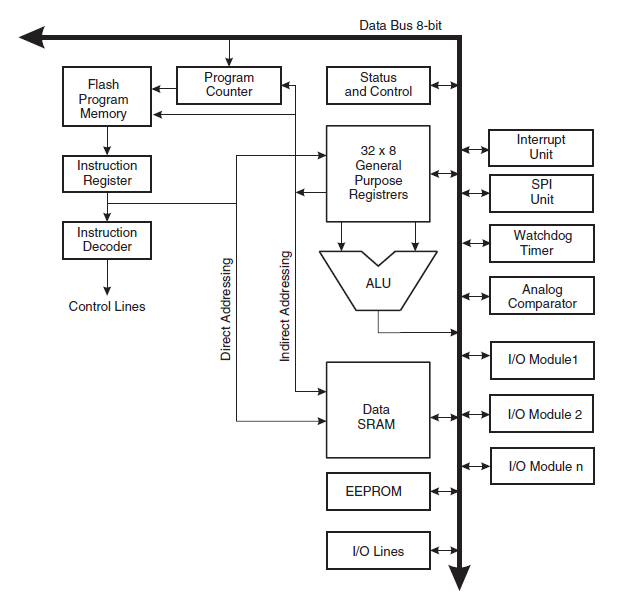 Data Bus 8-bit
Flash
Program
Memory
Program
Counter
Status
and Control
Interrupt
Unit
32 x 8
General
Purpose
Registrers
Instruction
Register
SPI
Unit
Instruction
Decoder
Watchdog
Timer
Direct Addressing
Indirect Addressing
ALU
Analog
Comparator
Control Lines
I/O Module1
Data
SRAM
I/O Module 2
I/O Module n
EEPROM
I/O Lines